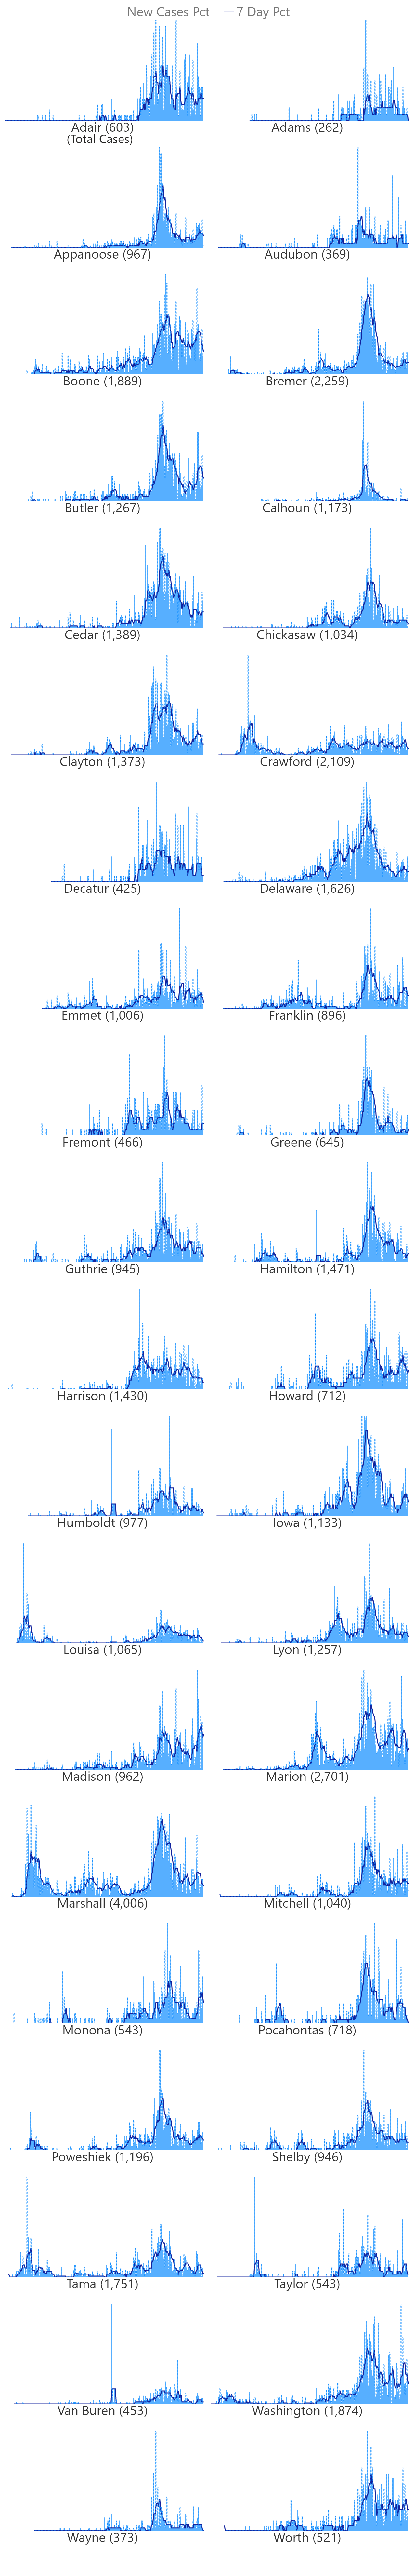 New Cases Pct 7 Day Pct
Adair (603) Adams (262)
(Total Cases)
Appanoose (967) Audubon (369)
Boone (1,889) Bremer (2,259)
Butler (1,267) Calhoun (1,173)
Cedar (1,389) Chickasaw (1,034)
Clayton (1,373) Crawford (2,109)
Decatur (425) Delaware (1,626)
Emmet (1,006) Franklin (896)
Fremont (466) Greene (645)
Guthrie (945) Hamilton (1,471)
Harrison (1,430) Howard (712)
Humboldt (977) Iowa (1,133)
Louisa (1,065) Lyon (1,257)
Madison (962) Marion (2,701)
Marshall (4,006) Mitchell (1,040)
Monona (543) Pocahontas (718)
Poweshiek (1,196) Shelby (946)
Tama (1,751) Taylor (543)
Van Buren (453) Washington (1,874)
Wayne (373) Worth (521)